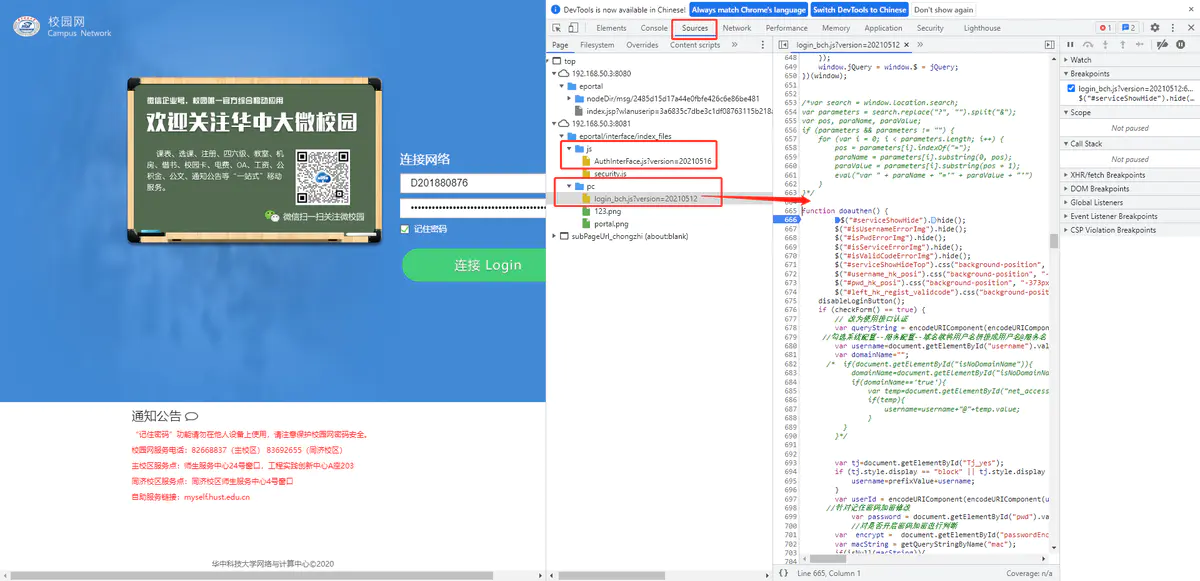 校园网
Campus Network
微信企业号，校园第一官方综合移动应用
欢迎关注华中大微校园
课表、选课、注册、四六级、教室、机
房、借书、校园卡、电费、OA、工资、公
积金、公文、通知公告等 "一站式" 移动
服务。
微信扫一扫关注微校园
连接网络
D201880876
记住密码
连接 Login
通知公告
"记住密码" 功能请勿在他人设备上使用，请注意保护校园网密码安全。
校园网服务电话：82668837（主校区） 83692655（同济校区）
主校区服务点：师生服务中心24号窗口，工程实践创新中心A座203
同济校区服务点：同济校区师生服务中心4号窗口
自助服务链接：myself.hust.edu.cn
华中科技大学网络与计算中心©2020
DevTools is now available in Chinese!
Always match Chrome's language
Switch DevTools to Chinese
Don't show again
Elements Console Sources Network Performance Memory Application Security Lighthouse
1 2
Page Filesystem Overrides Content scripts »
top
192.168.50.3:8080
eportal
nodeDir/msg/2485d15d17a44e0fbfe426c6e86be481
192.168.50.3:8081
eportal/interface/index_files
js
AuthInterFace.js?version=20210516
security.js
pc
login_bch.js?version=20210512
123.png
portal.png
subPageUrl_chongzhi (about:blank)
login_bch.js?version=20210512 × »
648 });
649 window.jQuery = window.$ = jQuery;
650 })(window);
651
652
653 /*var search = window.location.search;
654 var parameters = search.replace("?", "").split("&");
655 var pos, paraName, paraValue;
656 if (parameters && parameters != "") {
657 for (var i = 0; i < parameters.length; i++) {
658 pos = parameters[i].indexOf("=");
659 paraName = parameters[i].substring(0, pos);
660 paraValue = parameters[i].substring(pos + 1);
661 eval("var " + paraName + "='" + paraValue + "'")
662 }
663 }*/
664
665 function doauthen() {
666 $("#serviceShowHide").hide();
667 $("#isUsernameErrorImg").hide();
668 $("#isPwdErrorImg").hide();
669 $("#isServiceErrorImg").hide();
670 $("#isValidCodeErrorImg").hide();
671 $("#serviceShowHideTop").css("background-position",
672 $("#username_hk_posi").css("background-position", "-
673 $("#pwd_hk_posi").css("background-position", "-373px
674 $("#left_hk_regist_validcode").css("background-posit
675 disableLoginButton();
676 if (checkForm() == true) {
677 // 改为使用接口认证
678 var queryString = encodeURIComponent(encodeURICompon
679 //勾选系统配置--服务配置--域名账号用户名拼接成用户名@服务名
680 var username=document.getElementById("username").val
681 var domainName="";
682 /* if(document.getElementById("isNoDomainName")){
683 domainName=document.getElementById("isNoDomainNa
684 if(domainName=='true'){
685 var temp=document.getElementById("net_access
686 if(temp){
687 username=username+"@"+temp.value;
688 }
689 }
690 }*/
691
692
693 var tj=document.getElementById("Tj_yes");
694 if (tj.style.display == "block" || tj.style.display
695 username=prefixValue+username;
696 }
697 var userId = encodeURIComponent(encodeURIComponent(u
698 //针对记住密码加密修改
699 var password = document.getElementById("pwd").va
700 //对是否开启密码加密进行判断
701 var encrypt = document.getElementById("passwordEnc
702 var macString = getQueryStringByName("mac");
703 if(isNull(macString)){
704
{} Line 665, Column 1 Coverage: n/a
Watch
Breakpoints
login_bch.js?version=20210512:6...
$("#serviceShowHide").hide(...
Scope
Not paused
Call Stack
Not paused
XHR/fetch Breakpoints
DOM Breakpoints
Global Listeners
Event Listener Breakpoints
CSP Violation Breakpoints